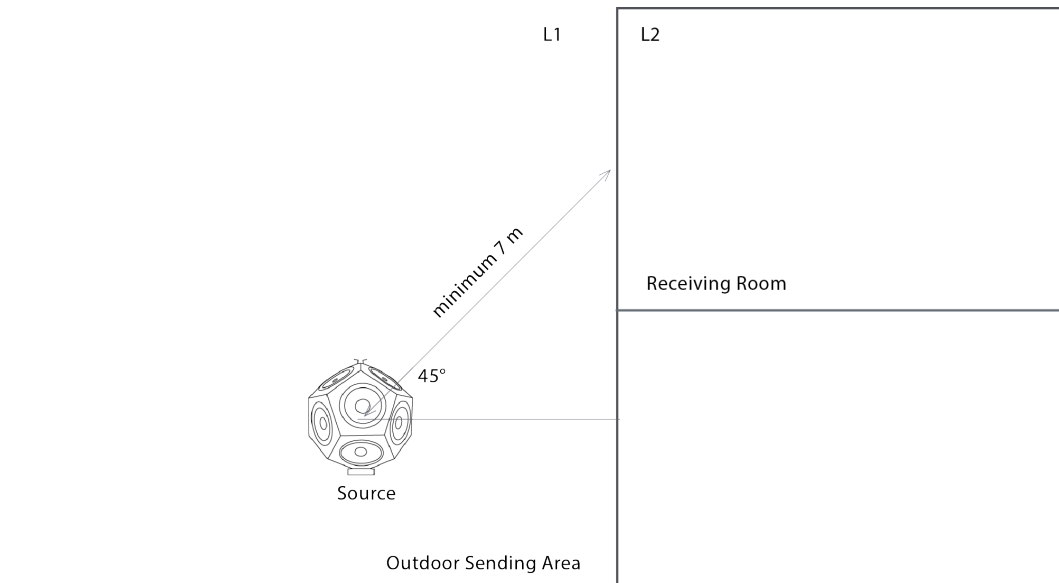 L1
L2
minimum 7 m
Receiving Room
45°
Source
Outdoor Sending Area